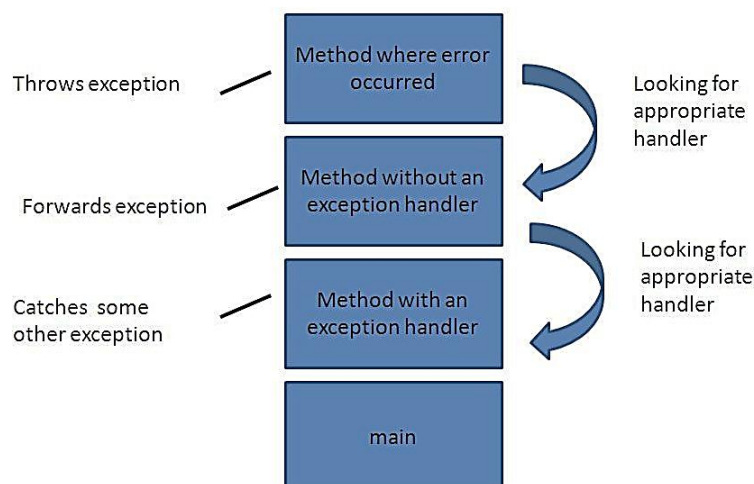 Throws exception
Method where error
occurred
Looking for
appropriate
handler
Forwards exception
Method without an
exception handler
Looking for
appropriate
handler
Catches some
other exception
Method with an
exception handler
main